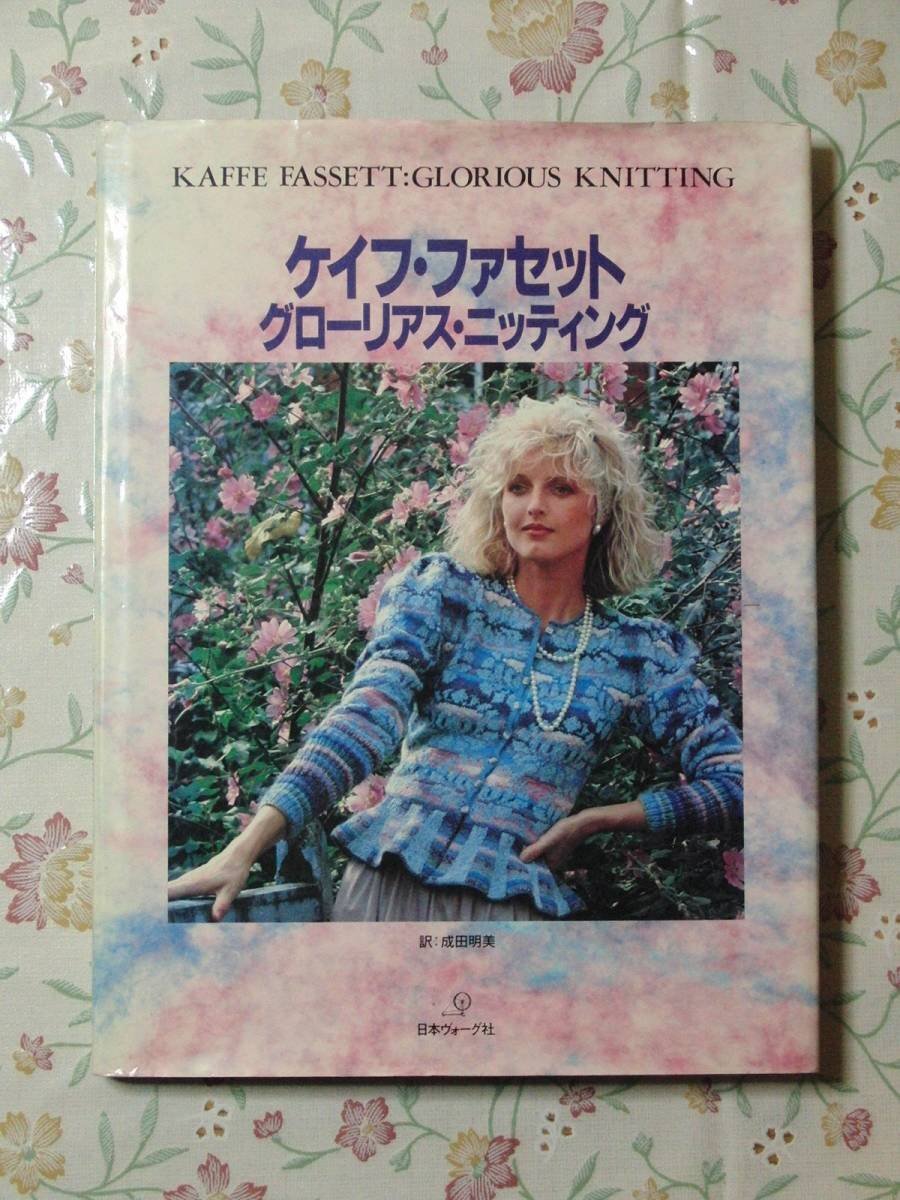 KAFFE FASSETT:GLORIOUS KNITTING
ケイフ・ファセット
グローリアス・ニッティング
訳:成田明美
日本ヴォーグ社